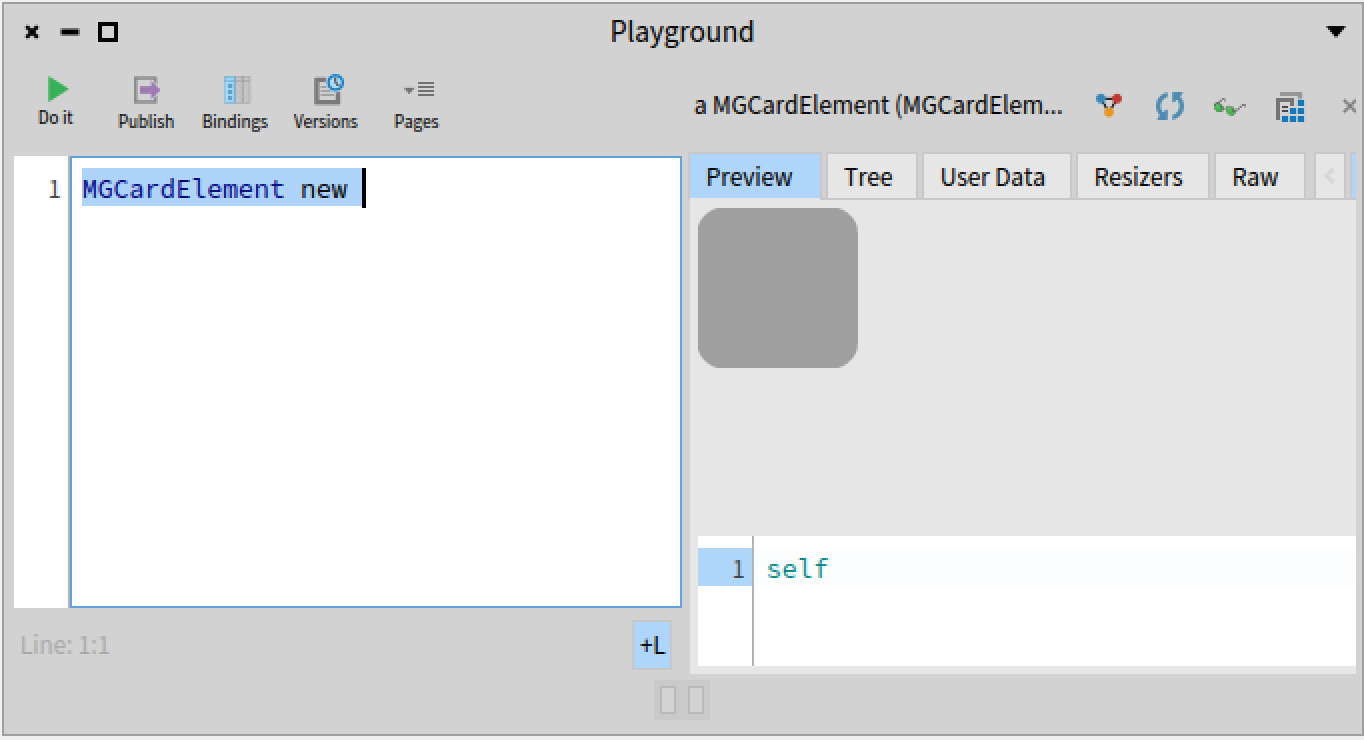 Playground
Do it
Publish
Bindings
Versions
Pages
a MGCardElement (MGCardElem...
1
MGCardElement new
Preview
Tree
User Data
Resizers
Raw
1
self
Line: 1:1
+L